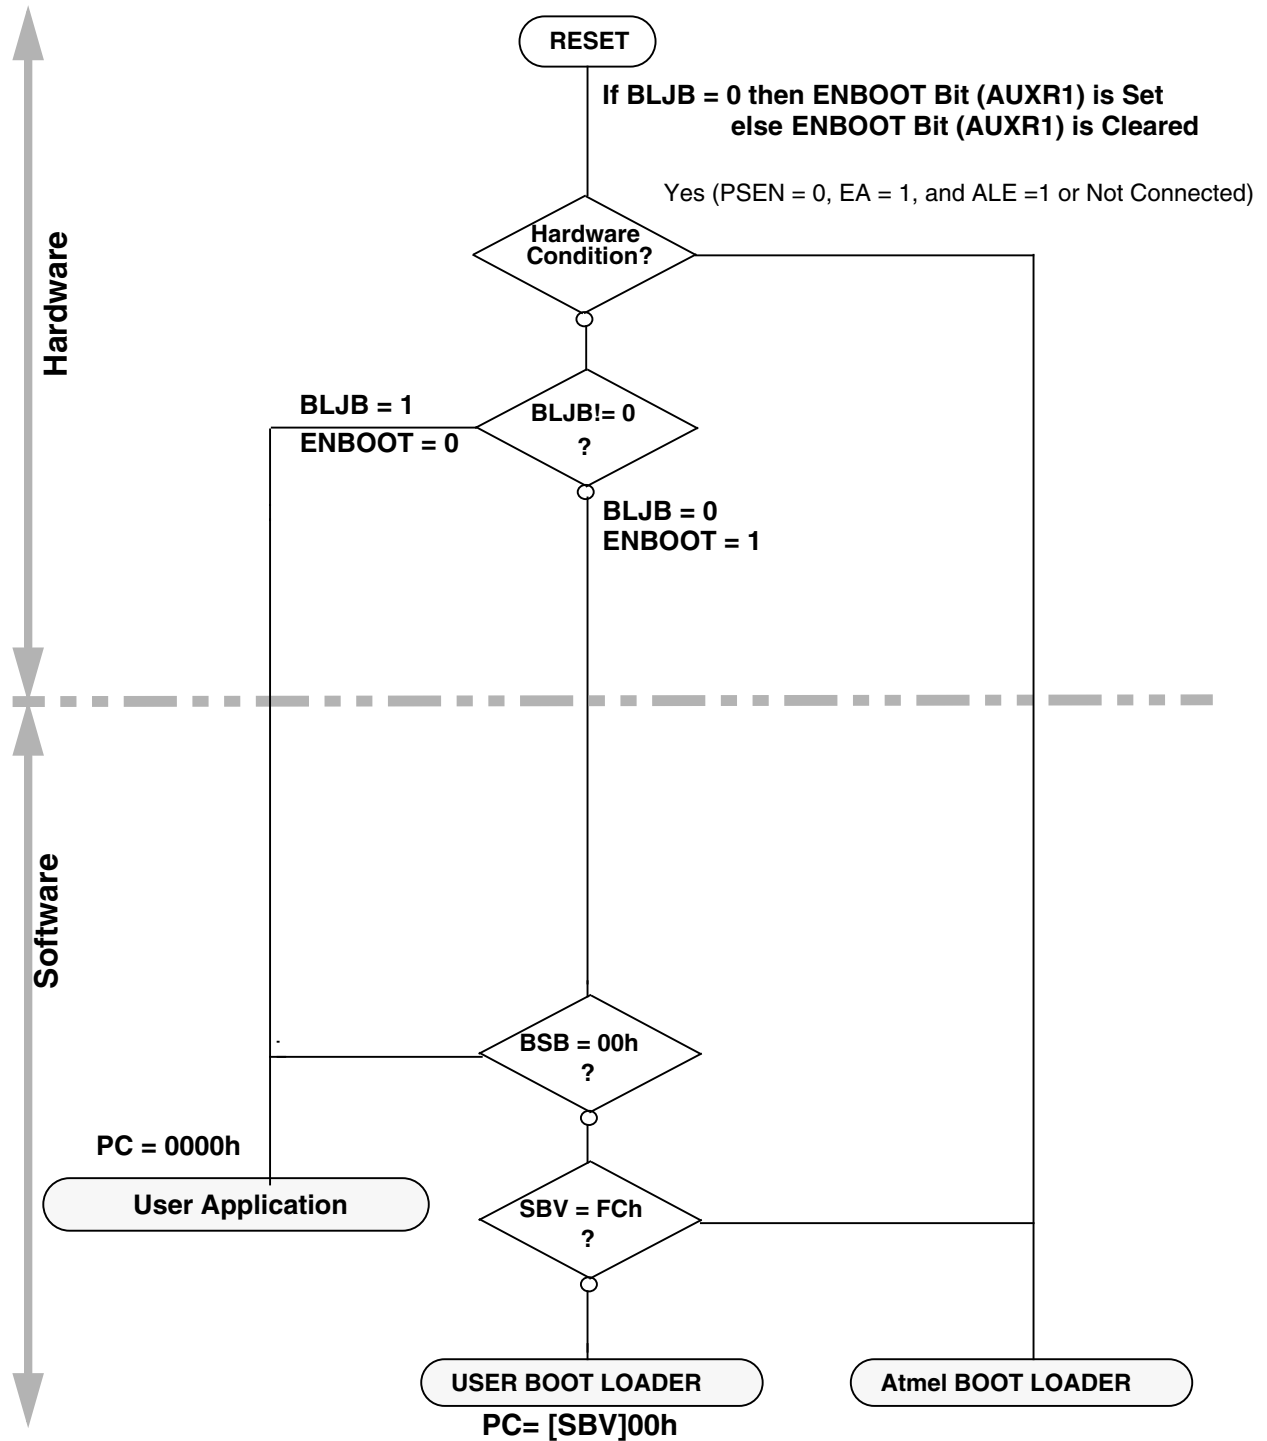 RESET
If BLJB = 0 then ENBOOT Bit (AUXR1) is Set
else ENBOOT Bit (AUXR1) is Cleared
Yes (PSEN = 0, EA = 1, and ALE =1 or Not Connected)
Hardware
Condition?
Hardware
BLJB!= 0
?
BLJB = 1
ENBOOT = 0
BLJB = 0
ENBOOT = 1
Software
BSB = 00h
?
PC = 0000h
User Application
SBV = FCh
?
USER BOOT LOADER
PC= [SBV]00h
Atmel BOOT LOADER